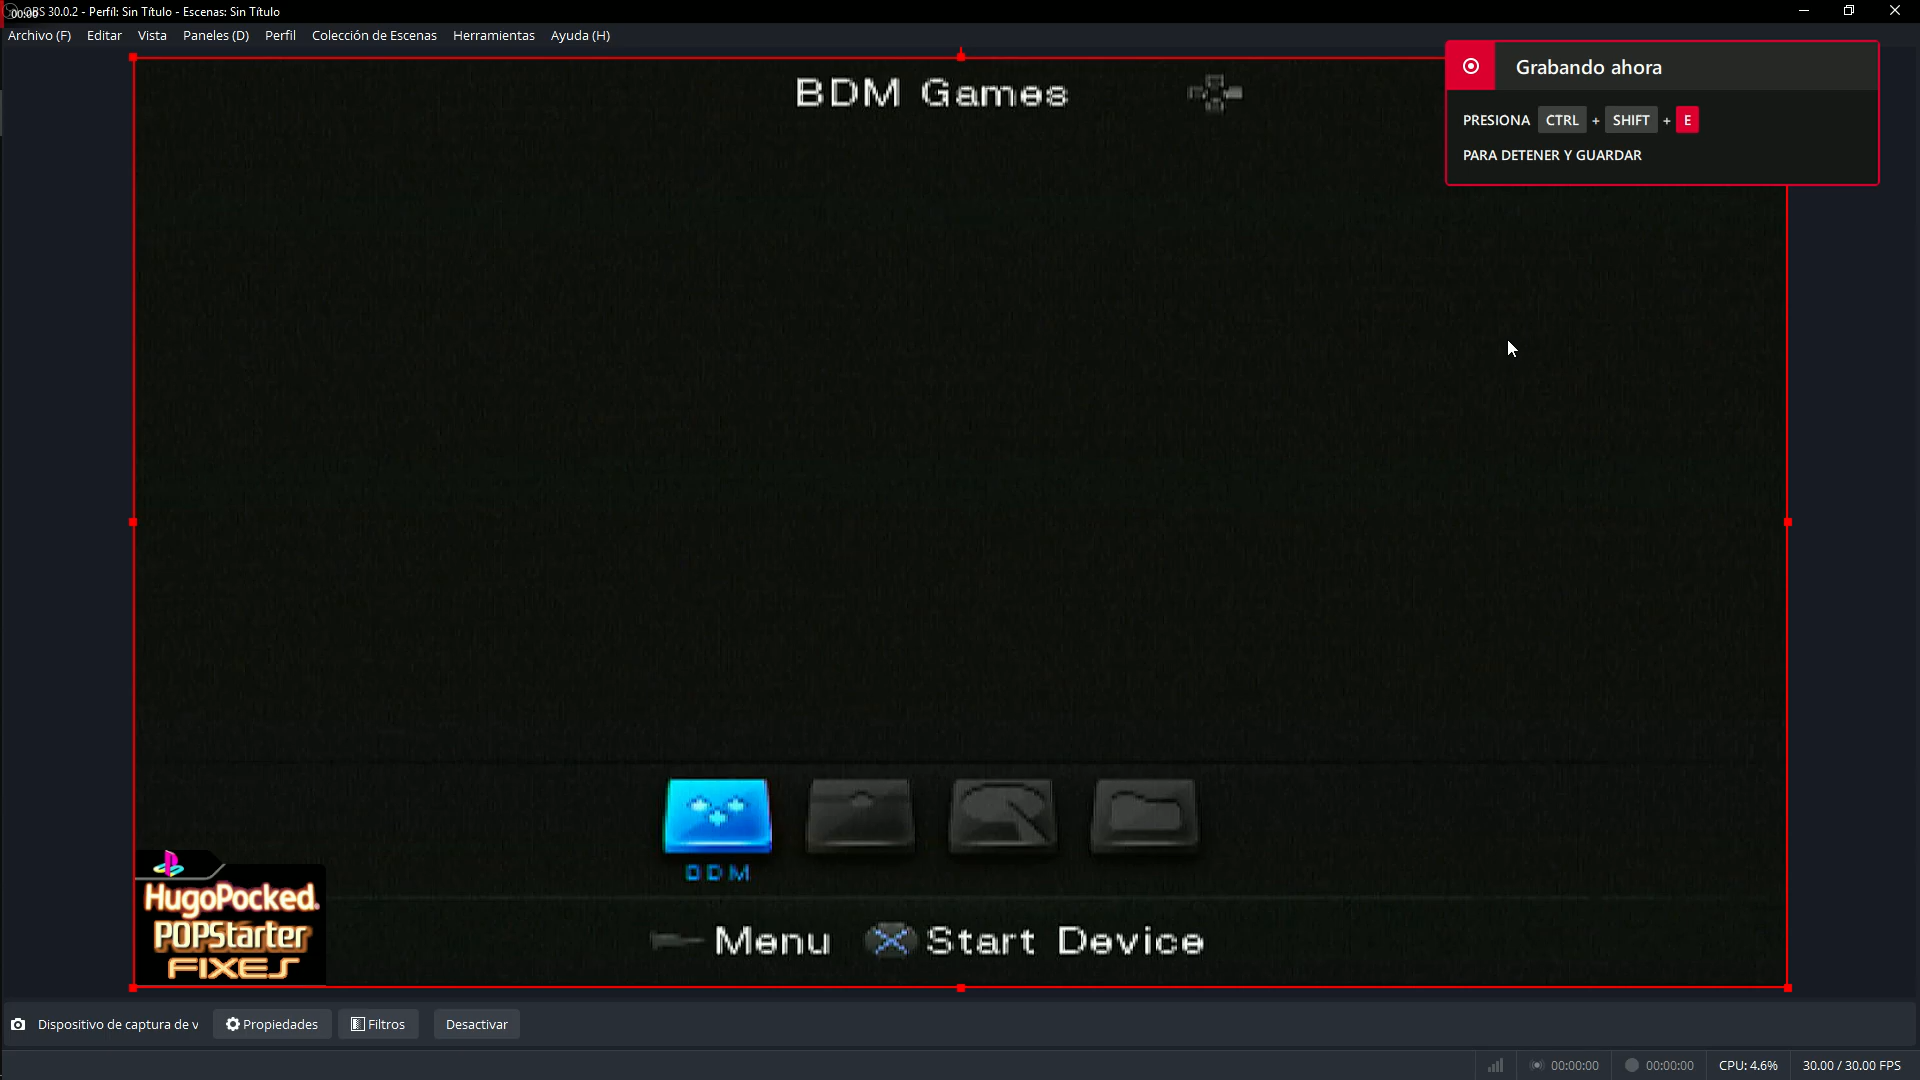 OBS 30.0.2 - Perfil: Sin Título - Escenas: Sin Título
Archivo (F) Editar Vista Paneles (D) Perfil Colección de Escenas Herramientas Ayuda (H)
BDM Games
Grabando ahora
PRESIONA CTRL + SHIFT + E
PARA DETENER Y GUARDAR
BDM
HugoPocked.
POPStarter
FIXES
Menu Start Device
Dispositivo de captura de v Propiedades Filtros Desactivar
00:00:00 00:00:00 CPU: 4.6% 30.00 / 30.00 FPS